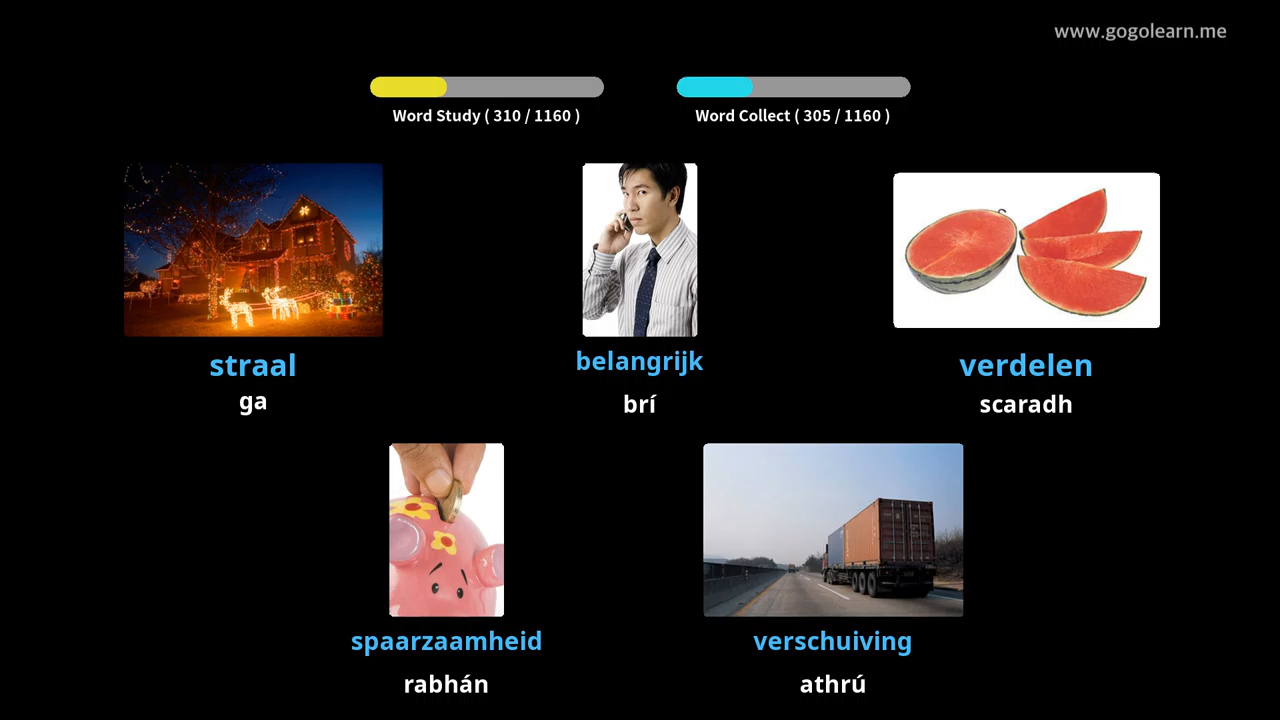 www.gogolearn.me
Word Study ( 310 / 1160 )
Word Collect ( 305 / 1160 )
straal
ga
belangrijk
brí
verdelen
scaradh
spaarzaamheid
rabhán
verschuiving
athrú